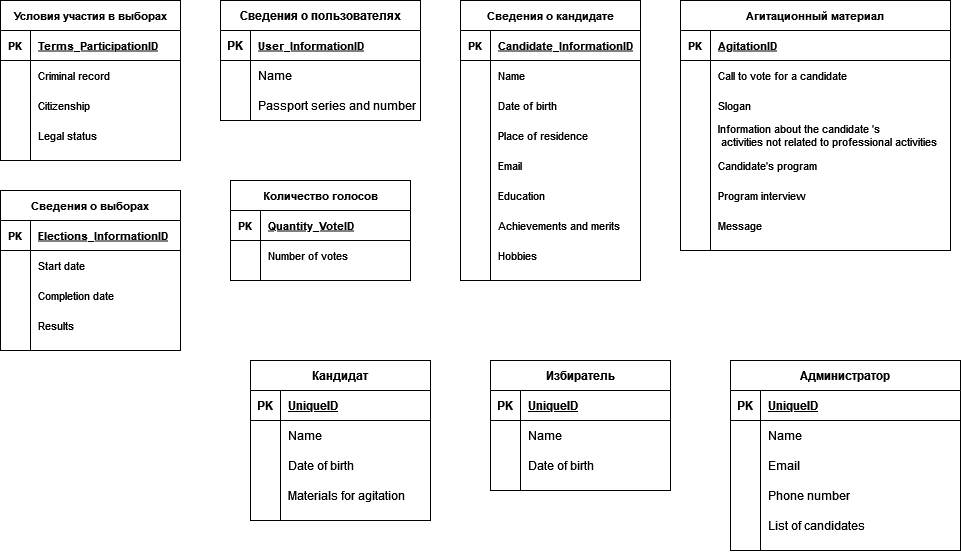 Условия участия в выборах
PK Terms_ParticipationID
Criminal record
Citizenship
Legal status
Сведения о пользователях
PK User_InformationID
Name
Passport series and number
Сведения о кандидате
PK Candidate_InformationID
Name
Date of birth
Place of residence
Email
Education
Achievements and merits
Hobbies
Агитационный материал
PK AgitationID
Call to vote for a candidate
Slogan
Information about the candidate 's
activities not related to professional activities
Candidate's program
Program interview
Message
Сведения о выборах
PK Elections_InformationID
Start date
Completion date
Results
Количество голосов
PK Quantity_VoteID
Number of votes
Кандидат
PK UniqueID
Name
Date of birth
Materials for agitation
Избиратель
PK UniqueID
Name
Date of birth
Администратор
PK UniqueID
Name
Email
Phone number
List of candidates